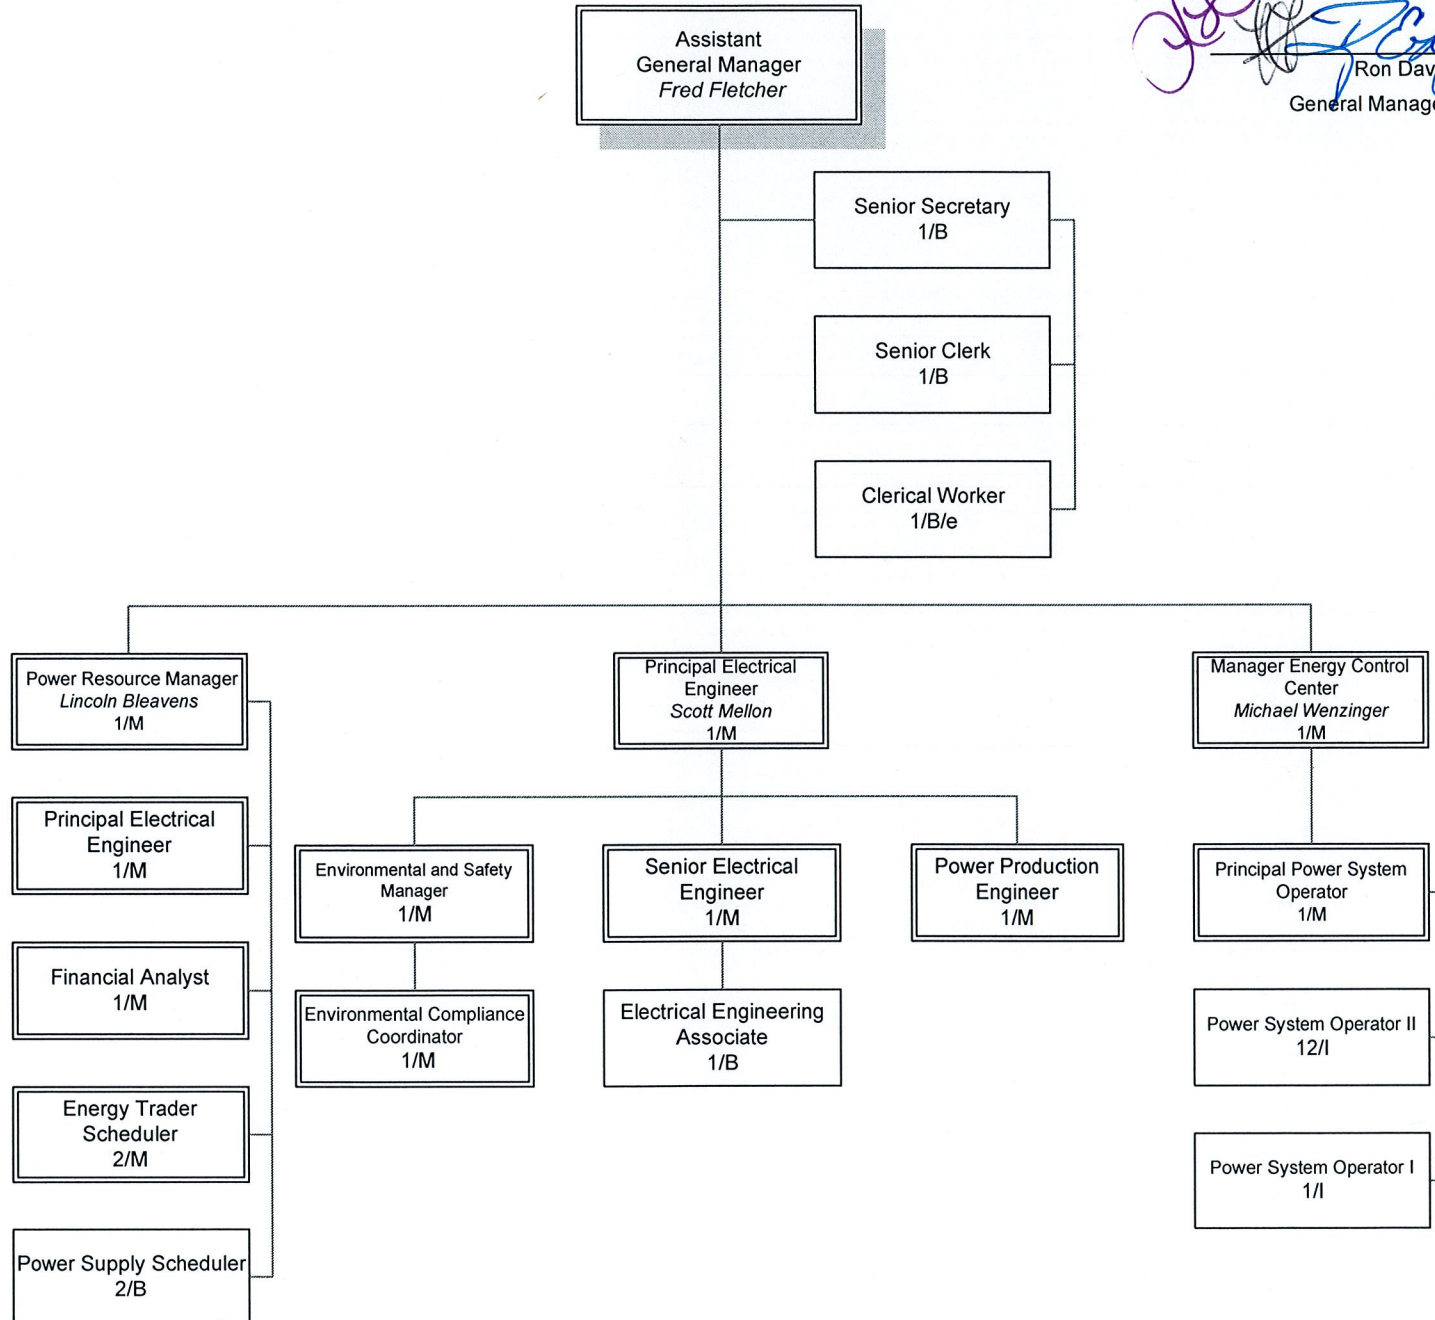 Assistant
General Manager
Fred Fletcher
Ron Dav
General Manage
Senior Secretary
1/B
Senior Clerk
1/B
Clerical Worker
1/B/e
Power Resource Manager
Lincoln Bleavens
1/M
Principal Electrical
Engineer
Scott Mellon
1/M
Manager Energy Control
Center
Michael Wenzinger
1/M
Principal Electrical
Engineer
1/M
Financial Analyst
1/M
Energy Trader
Scheduler
2/M
Power Supply Scheduler
2/B
Environmental and Safety
Manager
1/M
Environmental Compliance
Coordinator
1/M
Senior Electrical
Engineer
1/M
Electrical Engineering
Associate
1/B
Power Production
Engineer
1/M
Principal Power System
Operator
1/M
Power System Operator II
12/I
Power System Operator I
1/I